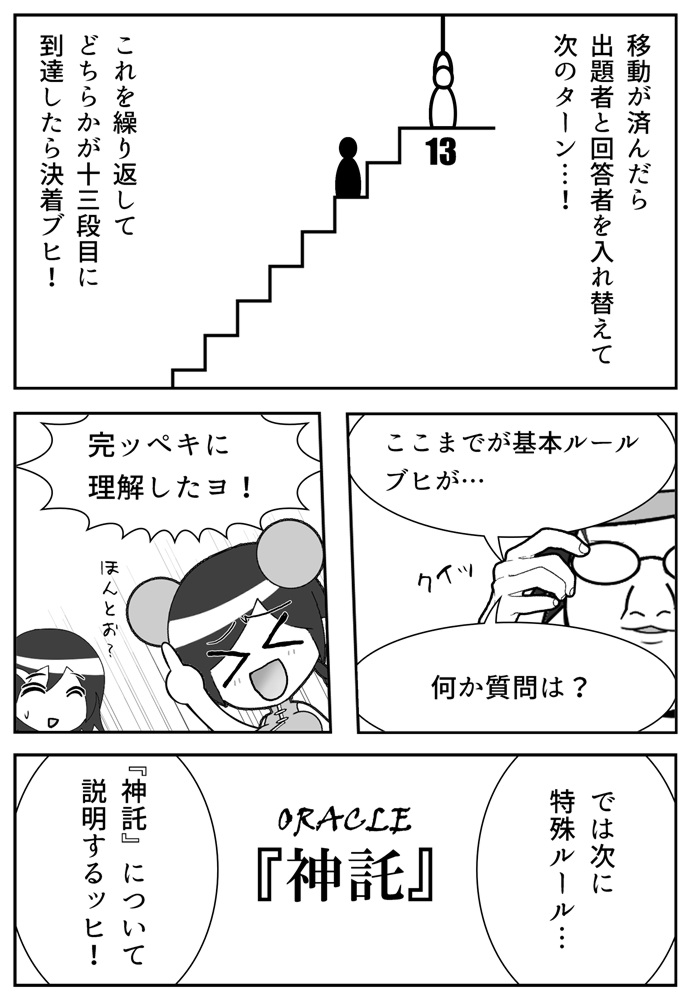 移動が済んだら
出題者と回答者を入れ替えて
次のターン…！
13
これを繰り返して
どちらかが十三段目に
到達したら決着ブヒ！
ここまでが基本ルール
ブヒが…
クイッ
何か質問は？
完ッペキに
理解したヨ！
ほんとお？
では次に
特殊ルール…
ORACLE
『神託』
『神託』について
説明するッヒ！